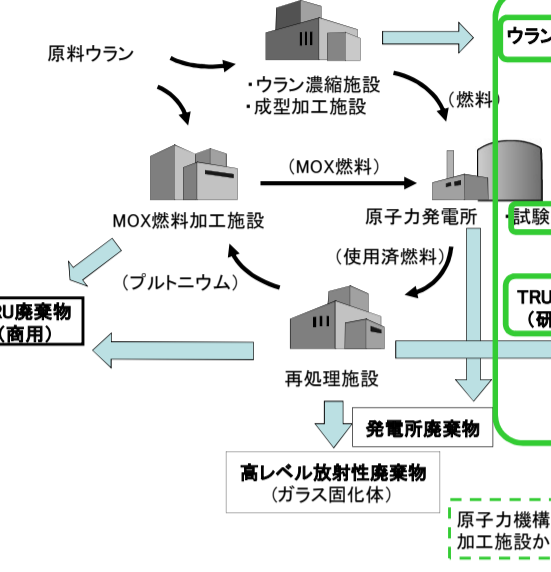 ウラン
原料ウラン
・ウラン濃縮施設
・成型加工施設
(燃料)
(MOX燃料)
MOX燃料加工施設
原子力発電所
・試験
(使用済燃料)
(プルトニウム)
RU廃棄物
(商用)
TRU
(研
再処理施設
発電所廃棄物
高レベル放射性廃棄物
(ガラス固化体)
原子力機構
加工施設か